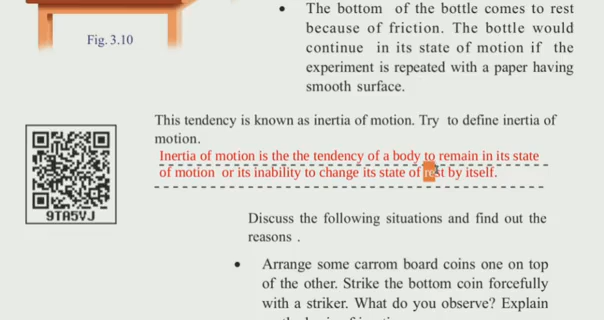 The bottom of the bottle comes to rest
because of friction. The bottle would
continue in its state of motion if the
experiment is repeated with a paper having
smooth surface.
Fig. 3.10
This tendency is known as inertia of motion. Try to define inertia of
motion.
Inertia of motion is the the tendency of a body to remain in its state
of motion or its inability to change its state of rest by itself.
9TA5VJ
Discuss the following situations and find out the
reasons .
Arrange some carrom board coins one on top
of the other. Strike the bottom coin forcefully
with a striker. What do you observe? Explain